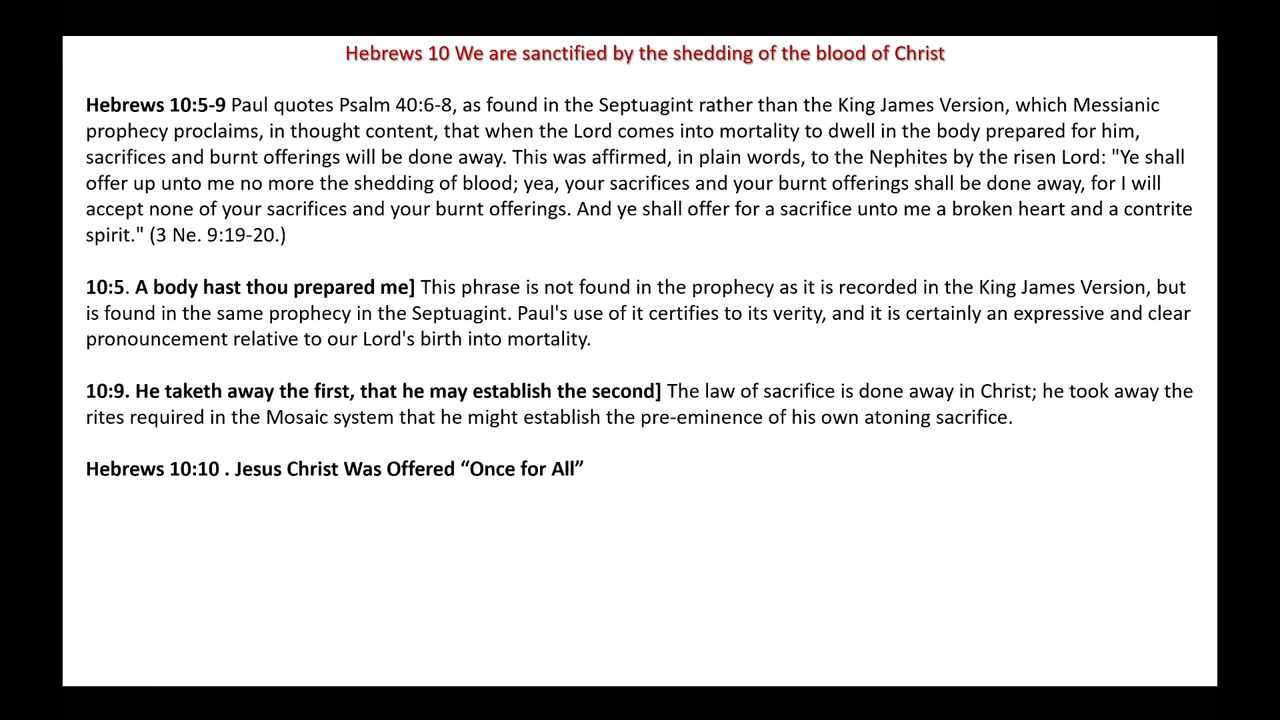 Hebrews 10 We are sanctified by the shedding of the blood of Christ
Hebrews 10:5-9 Paul quotes Psalm 40:6-8, as found in the Septuagint rather than the King James Version, which Messianic
prophecy proclaims, in thought content, that when the Lord comes into mortality to dwell in the body prepared for him,
sacrifices and burnt offerings will be done away. This was affirmed, in plain words, to the Nephites by the risen Lord: "Ye shall
offer up unto me no more the shedding of blood; yea, your sacrifices and your burnt offerings shall be done away, for I will
accept none of your sacrifices and your burnt offerings. And ye shall offer for a sacrifice unto me a broken heart and a contrite
spirit." (3 Ne. 9:19-20.)
10:5. A body hast thou prepared me] This phrase is not found in the prophecy as it is recorded in the King James Version, but
is found in the same prophecy in the Septuagint. Paul's use of it certifies to its verity, and it is certainly an expressive and clear
pronouncement relative to our Lord's birth into mortality.
10:9. He taketh away the first, that he may establish the second] The law of sacrifice is done away in Christ; he took away the
rites required in the Mosaic system that he might establish the pre-eminence of his own atoning sacrifice.
Hebrews 10:10 . Jesus Christ Was Offered “Once for All”